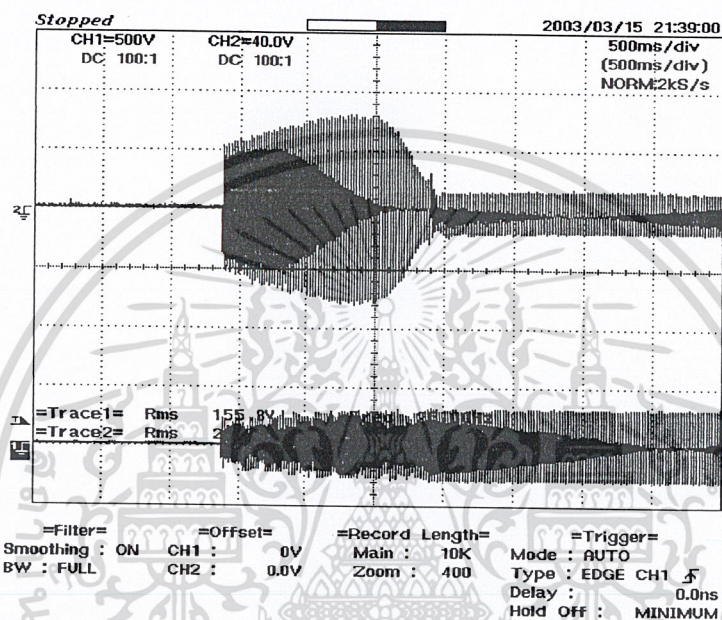 Stopped
2003/03/15 21:39:00
CH1=500V CH2=40.0V 500ms/div
DC 100:1 DC 100:1 (500ms/div)
NORM:2kS/s
=Trace1= Rms 155.8V
=Trace2= Rms 2
=Filter= =Offset= =Record Length= =Trigger=
Smoothing : ON CH1 : 0V Main : 10K Mode : AUTO
BW : FULL CH2 : 0.0V Zoom : 400 Type : EDGE CH1
Delay : 0.0ns
Hold Off : MINIMUM